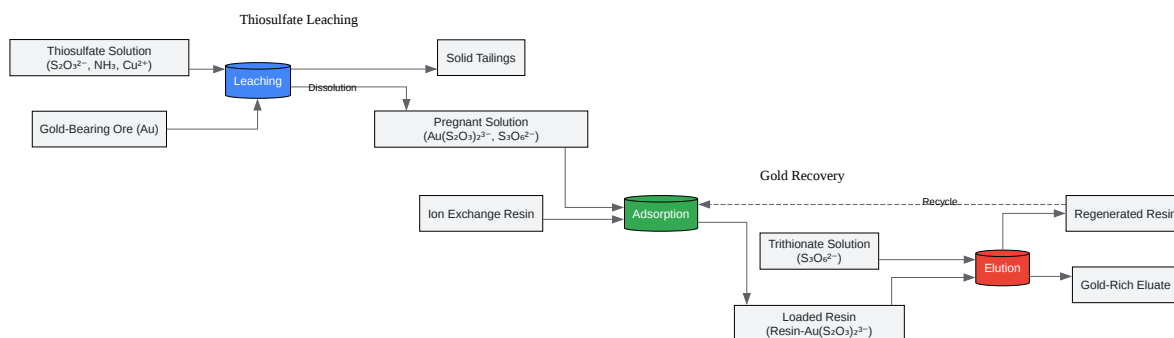 Thiosulfate Leaching
Thiosulfate Solution
(S₂O₃²⁻, NH₃, Cu²⁺)
Leaching
Solid Tailings
Dissolution
Gold-Bearing Ore (Au)
Pregnant Solution
(Au(S₂O₃)₂³⁻, S₃O₆²⁻)
Gold Recovery
Ion Exchange Resin
Adsorption
Recycle
Regenerated Resin
Trithionate Solution
(S₃O₆²⁻)
Elution
Gold-Rich Eluate
Loaded Resin
(Resin-Au(S₂O₃)₂³⁻)